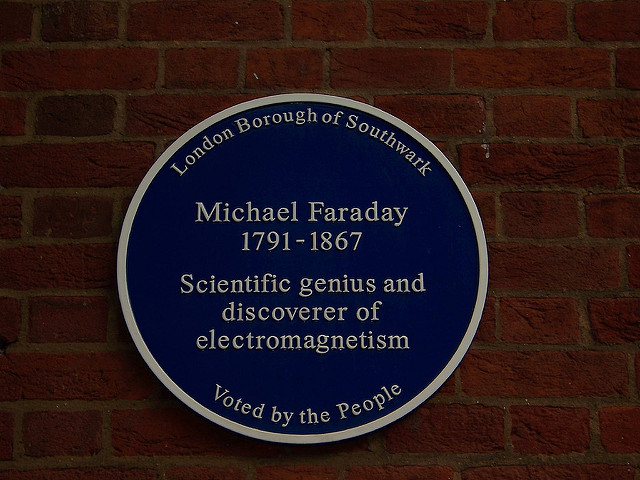 London Borough of Southwark
Michael Faraday
1791-1867
Scientific genius and
discoverer of
electromagnetism
Voted by the People